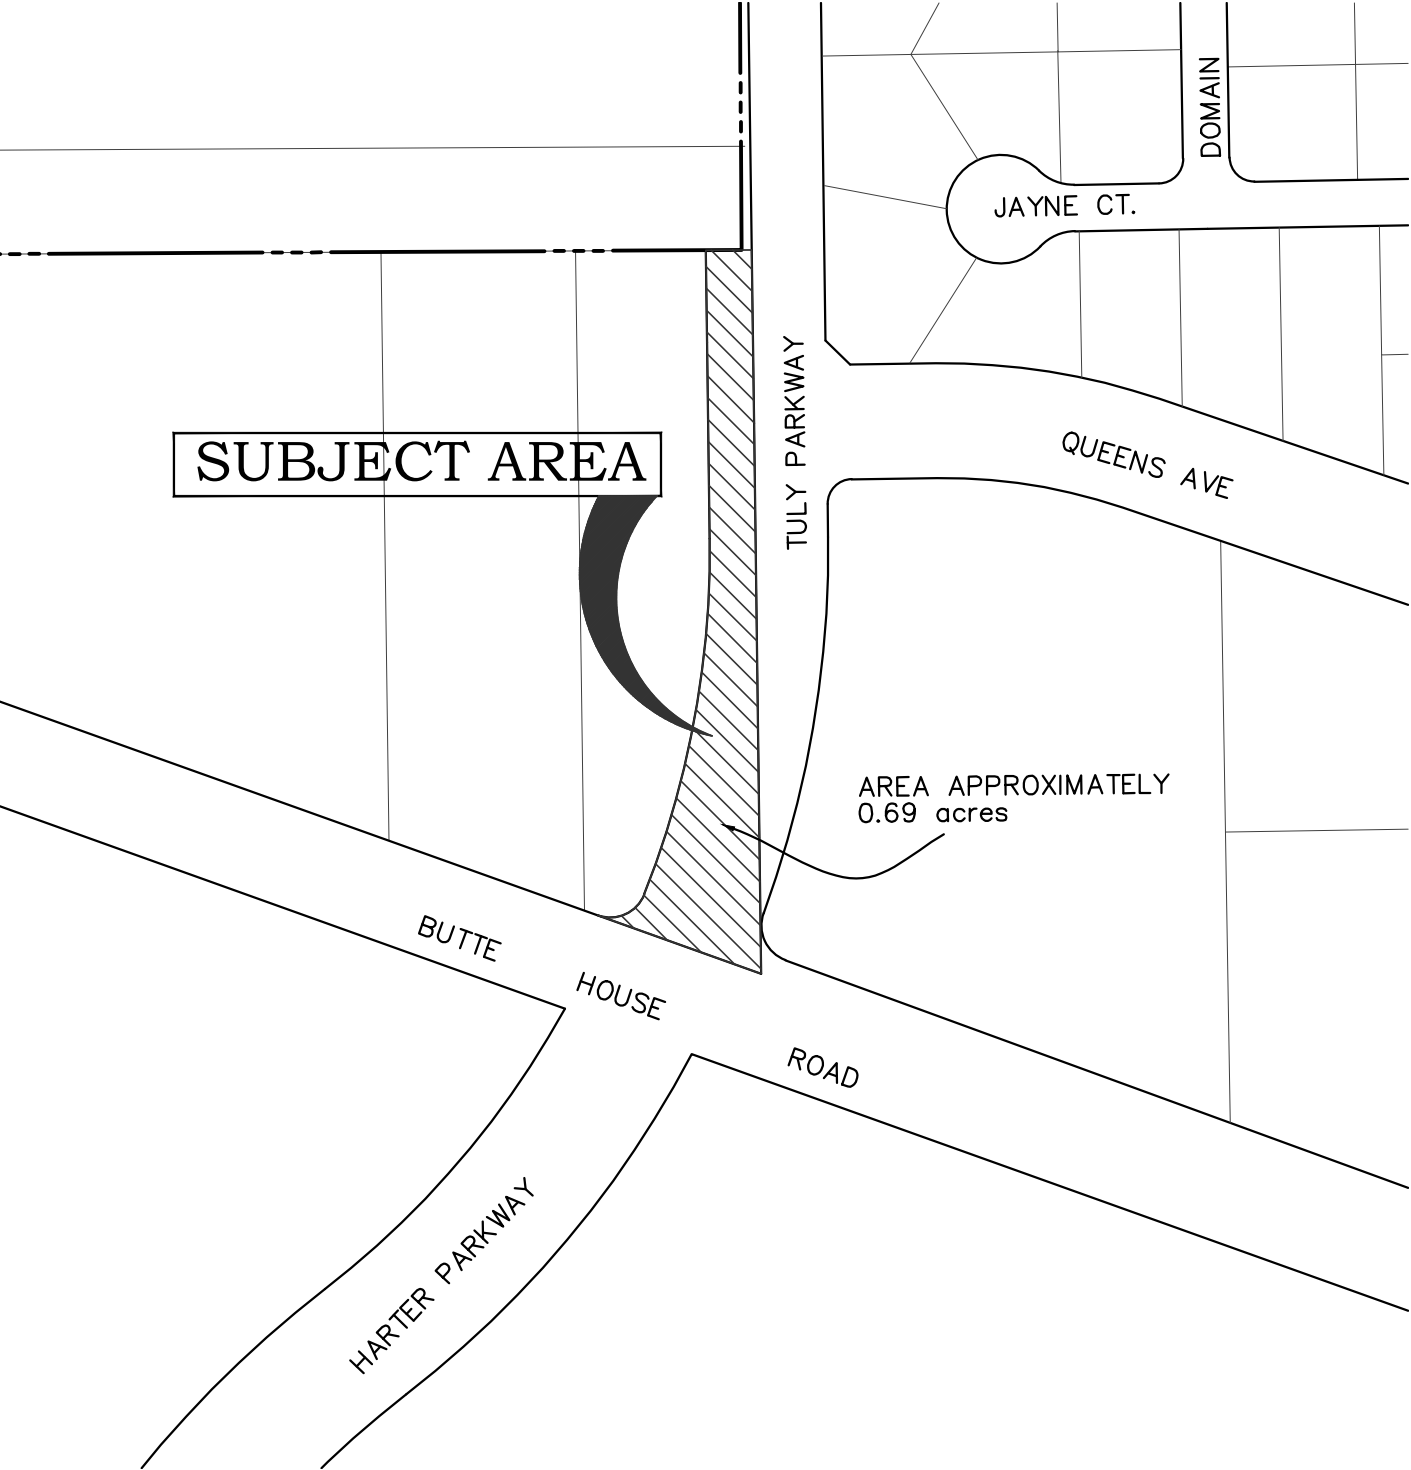 DOMAIN
JAYNE CT.
TULY PARKWAY
SUBJECT AREA
QUEENS AVE
AREA APPROXIMATELY
0.69 acres
BUTTE HOUSE ROAD
HARTER PARKWAY